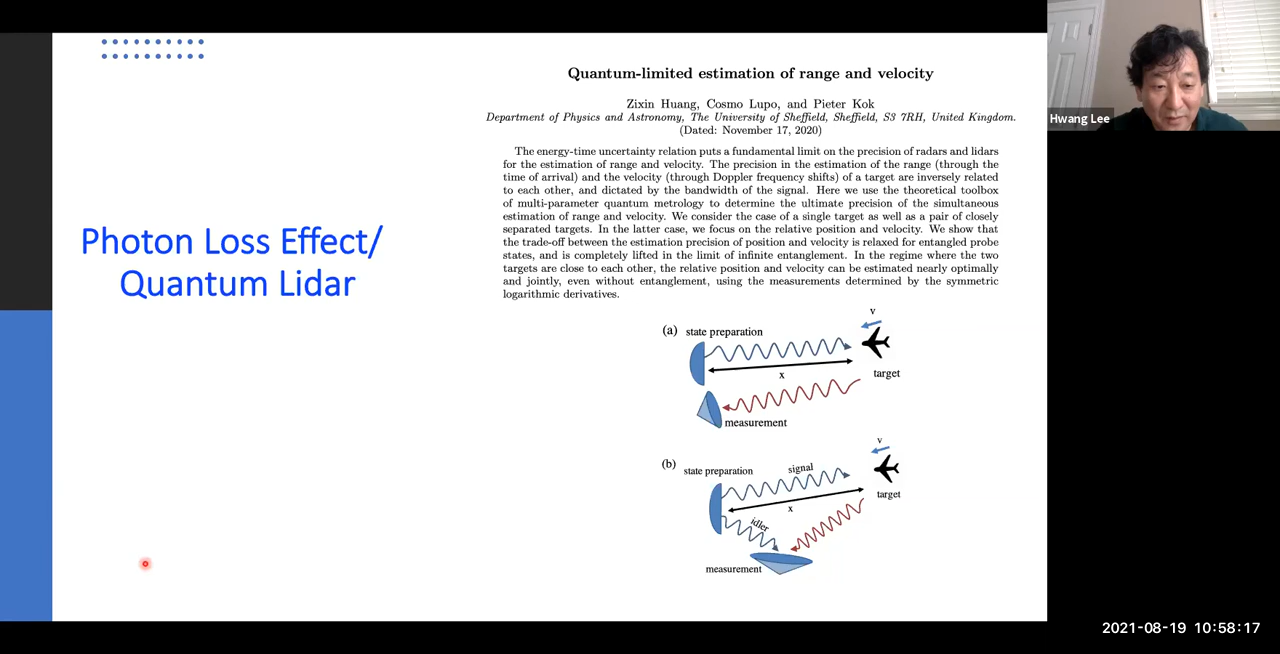 Quantum-limited estimation of range and velocity
Zixin Huang, Cosmo Lupo, and Pieter Kok
Department of Physics and Astronomy, The University of Sheffield, Sheffield, S3 7RH, United Kingdom.
(Dated: November 17, 2020)
The energy-time uncertainty relation puts a fundamental limit on the precision of radars and lidars
for the estimation of range and velocity. The precision in the estimation of the range (through the
time of arrival) and the velocity (through Doppler frequency shifts) of a target are inversely related
to each other, and dictated by the bandwidth of the signal. Here we use the theoretical toolbox
of multi-parameter quantum metrology to determine the ultimate precision of the simultaneous
estimation of range and velocity. We consider the case of a single target as well as a pair of closely
separated targets. In the latter case, we focus on the relative position and velocity. We show that
the trade-off between the estimation precision of position and velocity is relaxed for entangled probe
states, and is completely lifted in the limit of infinite entanglement. In the regime where the two
targets are close to each other, the relative position and velocity can be estimated nearly optimally
and jointly, even without entanglement, using the measurements determined by the symmetric
logarithmic derivatives.
Photon Loss Effect/
Quantum Lidar
(a) state preparation
v
x
target
measurement
(b) state preparation
signal
v
x
target
idler
measurement
Hwang Lee
2021-08-19 10:58:17